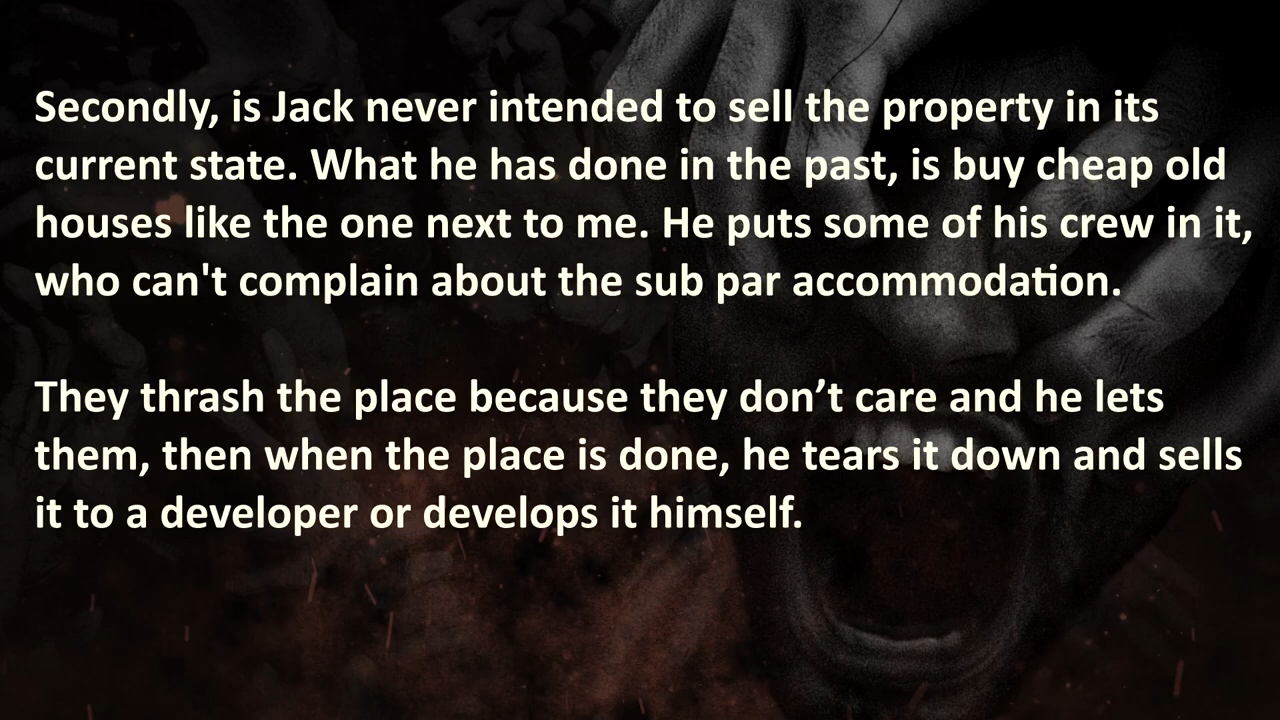 Secondly, is Jack never intended to sell the property in its
current state. What he has done in the past, is buy cheap old
houses like the one next to me. He puts some of his crew in it,
who can't complain about the sub par accommodation.
They thrash the place because they don’t care and he lets
them, then when the place is done, he tears it down and sells
it to a developer or develops it himself.